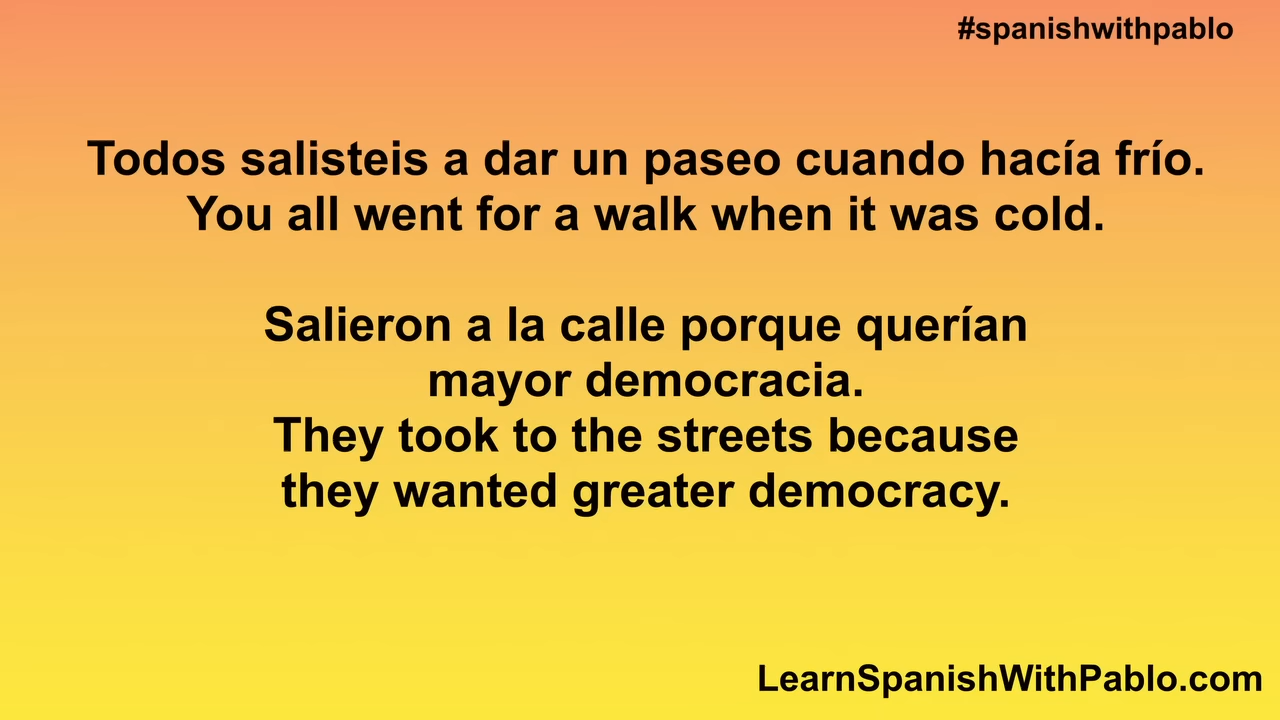 #spanishwithpablo
Todos salisteis a dar un paseo cuando hacía frío.
You all went for a walk when it was cold.
Salieron a la calle porque querían
mayor democracia.
They took to the streets because
they wanted greater democracy.
LearnSpanishWithPablo.com